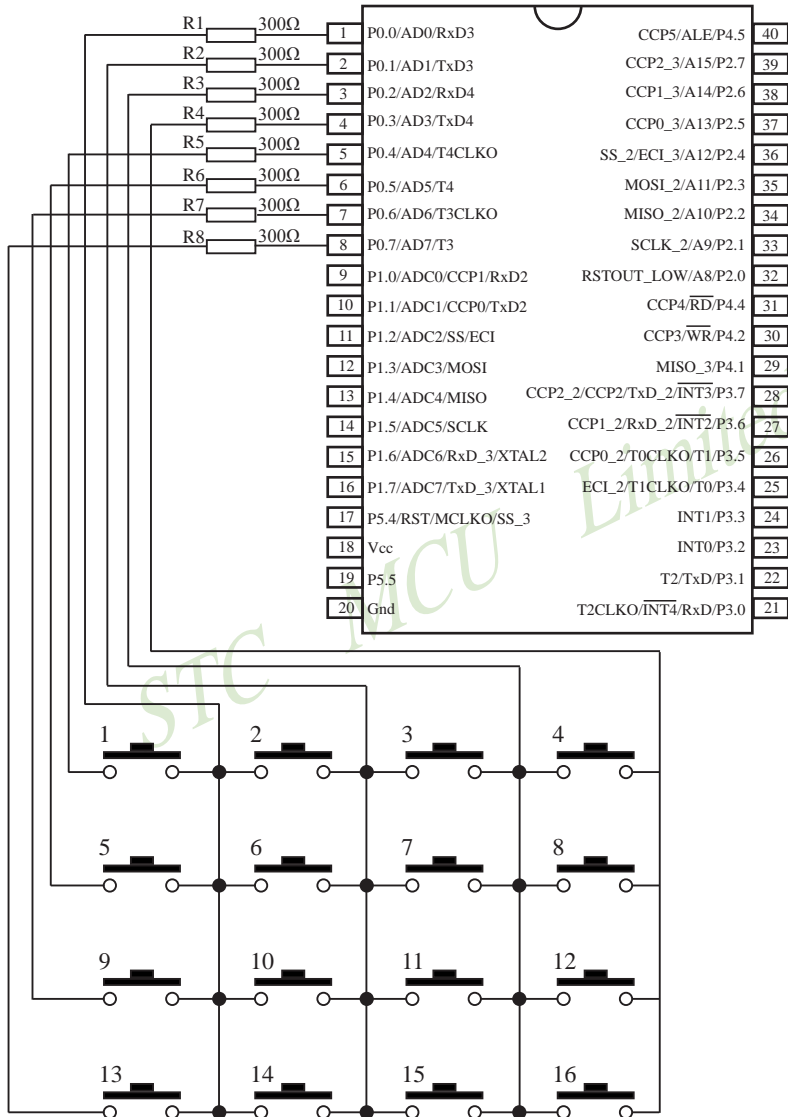 R1 300Ω 1 P0.0/AD0/RxD3 CCP5/ALE/P4.5 40
R2 300Ω 2 P0.1/AD1/TxD3 CCP2_3/A15/P2.7 39
R3 300Ω 3 P0.2/AD2/RxD4 CCP1_3/A14/P2.6 38
R4 300Ω 4 P0.3/AD3/TxD4 CCP0_3/A13/P2.5 37
R5 300Ω 5 P0.4/AD4/T4CLKO SS_2/ECI_3/A12/P2.4 36
R6 300Ω 6 P0.5/AD5/T4 MOSI_2/A11/P2.3 35
R7 300Ω 7 P0.6/AD6/T3CLKO MISO_2/A10/P2.2 34
R8 300Ω 8 P0.7/AD7/T3 SCLK_2/A9/P2.1 33
9 P1.0/ADC0/CCP1/RxD2 RSTOUT_LOW/A8/P2.0 32
10 P1.1/ADC1/CCP0/TxD2 CCP4/RD/P4.4 31
11 P1.2/ADC2/SS/ECI CCP3/WR/P4.2 30
12 P1.3/ADC3/MOSI MISO_3/P4.1 29
13 P1.4/ADC4/MISO CCP2_2/CCP2/TxD_2/INT3/P3.7 28
14 P1.5/ADC5/SCLK CCP1_2/RxD_2/INT2/P3.6 27
15 P1.6/ADC6/RxD_3/XTAL2 CCP0_2/T0CLKO/T1/P3.5 26
16 P1.7/ADC7/TxD_3/XTAL1 ECI_2/T1CLKO/T0/P3.4 25
17 P5.4/RST/MCLKO/SS_3 INT1/P3.3 24
18 Vcc INT0/P3.2 23
19 P5.5 T2/TxD/P3.1 22
20 Gnd T2CLKO/INT4/RxD/P3.0 21
STC MCU Limited
1 2 3 4
5 6 7 8
9 10 11 12
13 14 15 16